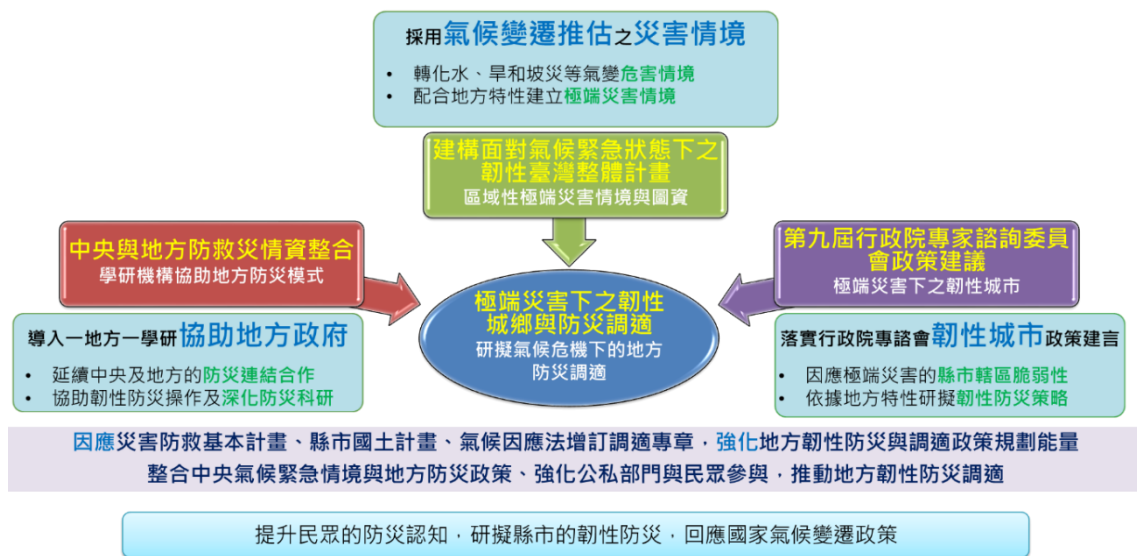 採用氣候變遷推估之災害情境
• 轉化水、旱和坡災等氣變危害情境
• 配合地方特性建立極端災害情境
建構面對氣候緊急狀態下之
韌性臺灣整體計畫
區域性極端災害情境與圖資
中央與地方防救災情資整合
學研機構協助地方防災模式
導入一地方一學研協助地方政府
• 延續中央及地方的防災連結合作
• 協助韌性防災操作及深化防災科研
極端災害下之韌性
城鄉與防災調適
研擬氣候危機下的地方
防災調適
第九屆行政院專家諮詢委員
會政策建議
極端災害下之韌性城市
落實行政院專諮會韌性城市政策建言
• 因應極端災害的縣市轄區脆弱性
• 依據地方特性研擬韌性防災策略
因應災害防救基本計畫、縣市國土計畫、氣候因應法增訂調適專章，強化地方韌性防災與調適政策規劃能量
整合中央氣候緊急情境與地方防災政策、強化公私部門與民眾參與，推動地方韌性防災調適
提升民眾的防災認知，研擬縣市的韌性防災，回應國家氣候變遷政策